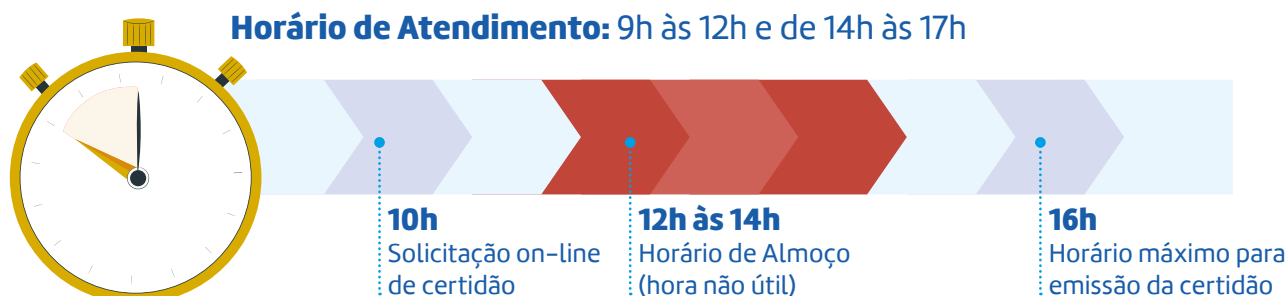 Horário de Atendimento: 9h às 12h e de 14h às 17h
10h
Solicitação on-line
de certidão
12h às 14h
Horário de Almoço
(hora não útil)
16h
Horário máximo para
emissão da certidão